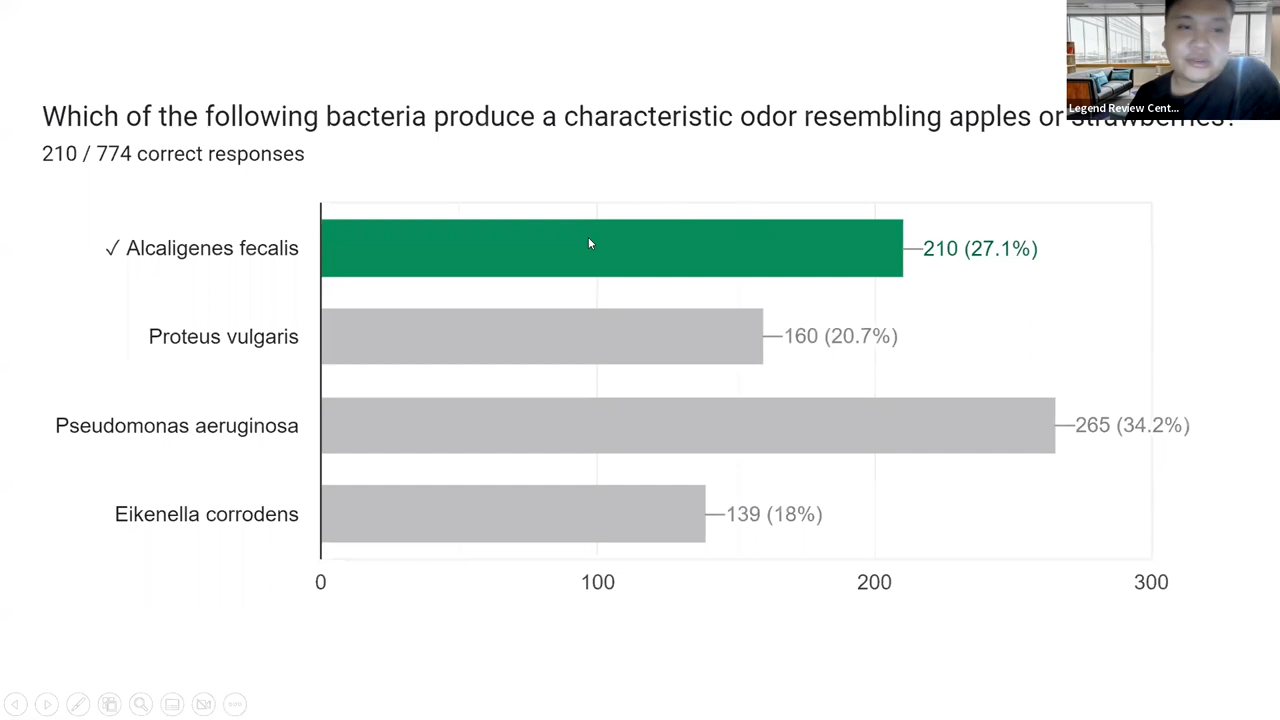 Legend Review Cent...
Which of the following bacteria produce a characteristic odor resembling apples or strawberries?
210 / 774 correct responses
✓ Alcaligenes fecalis 210 (27.1%)
Proteus vulgaris 160 (20.7%)
Pseudomonas aeruginosa 265 (34.2%)
Eikenella corrodens 139 (18%)
0 100 200 300